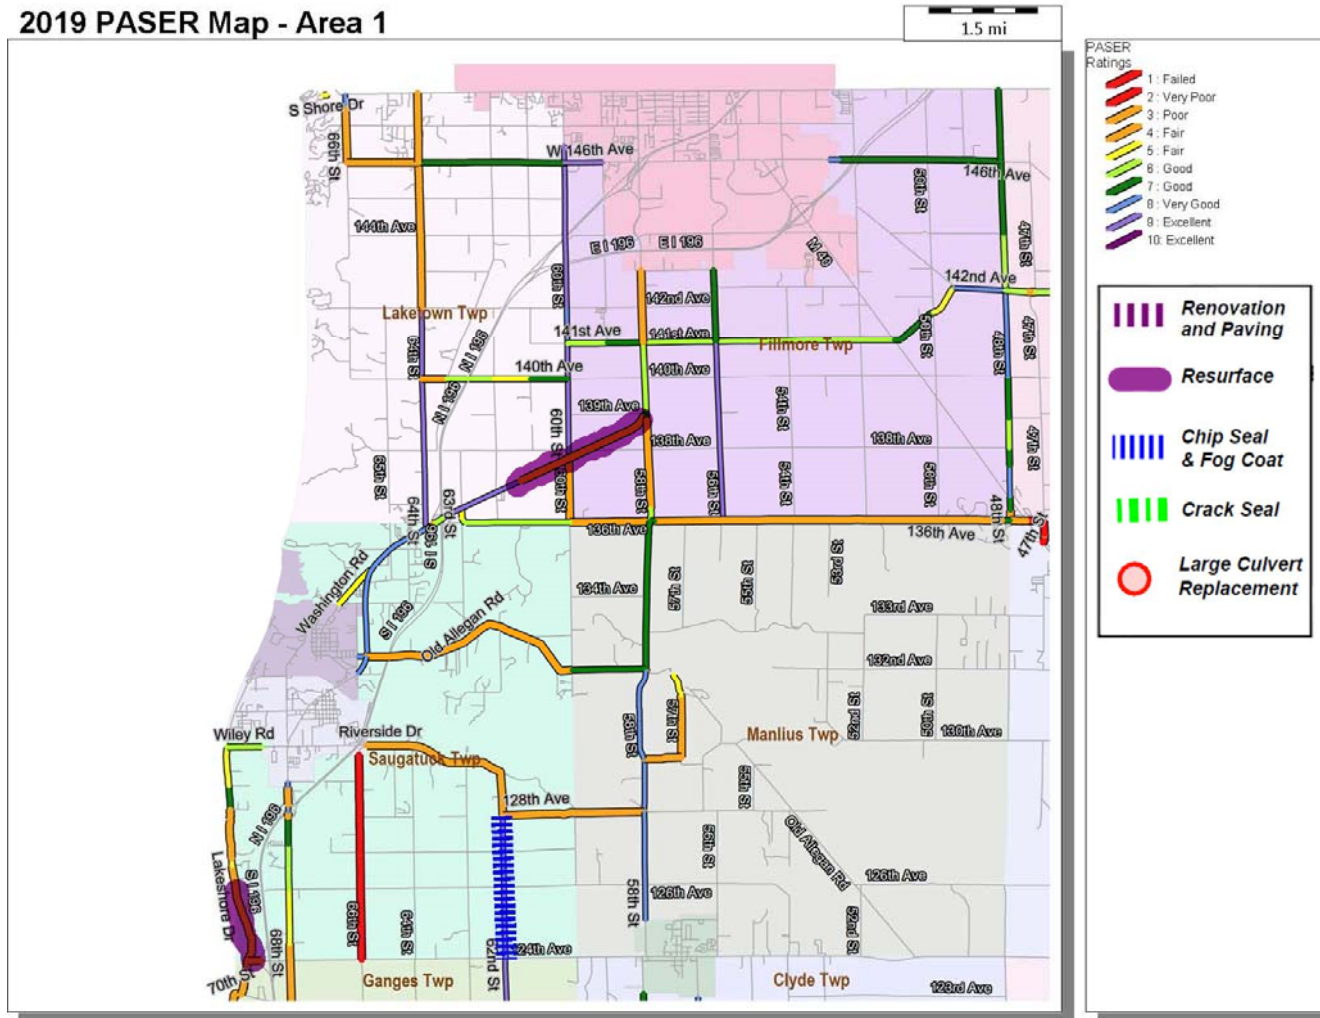 2019 PASER Map - Area 1
1.5 mi
PASER
Ratings
1 : Failed
2 : Very Poor
3 : Poor
4 : Fair
5 : Fair
6 : Good
7 : Good
8 : Very Good
9 : Excellent
10: Excellent
Renovation
and Paving
Resurface
Chip Seal
& Fog Coat
Crack Seal
Large Culvert
Replacement
S Shore Dr
66th St
W 146th Ave
146th Ave
50th St
47th St
144th Ave
E I 196
E I 196
M 40
142nd Ave
60th St
142nd Ave
Laketown Twp
141st Ave
141st Ave
Fillmore Twp
50th St
48th St
47th St
64th St
N I 196
140th Ave
140th Ave
N I 196
139th Ave
54th St
60th St
138th Ave
138th Ave
47th St
65th St
60th St
58th St
56th St
54th St
50th St
64th St
63rd St
S I 196
136th Ave
136th Ave
48th St
47th St
Washington Rd
134th Ave
57th St
55th St
53rd St
S I 196
Old Allegan Rd
133rd Ave
132nd Ave
58th St
57th St
52nd St
50th St
130th Ave
Wiley Rd
Riverside Dr
Manlius Twp
Saugatuck Twp
55th St
128th Ave
N I 196
55th St
Old Allegan Rd
Lakeshore Dr
S I 196
58th St
126th Ave
126th Ave
66th St
64th St
52nd St
68th St
62nd St
124th Ave
70th St
Ganges Twp
Clyde Twp
123rd Ave